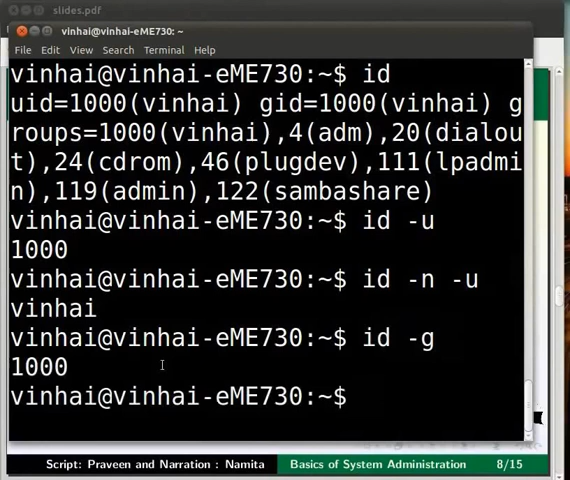 slides.pdf
vinhai@vinhai-eME730: ~
File Edit View Search Terminal Help
vinhai@vinhai-eME730:~$ id
uid=1000(vinhai) gid=1000(vinhai) g
roups=1000(vinhai),4(adm),20(dialou
t),24(cdrom),46(plugdev),111(lpadmi
n),119(admin),122(sambashare)
vinhai@vinhai-eME730:~$ id -u
1000
vinhai@vinhai-eME730:~$ id -n -u
vinhai
vinhai@vinhai-eME730:~$ id -g
1000
vinhai@vinhai-eME730:~$
Script: Praveen and Narration : Namita Basics of System Administration 8/15